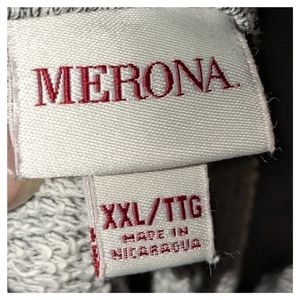 MERONA
XXL/TTG
MADE IN
NICARAGUA